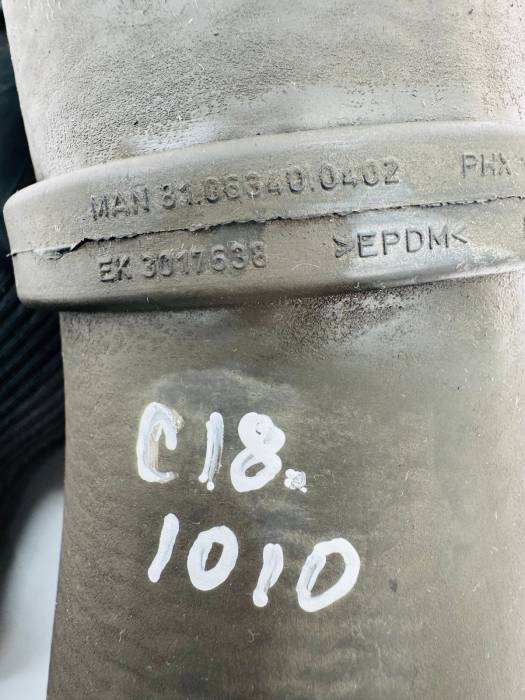 MAN 81.06340.0402 PHX
EK 3017638 >EPDM<
C18.
1010